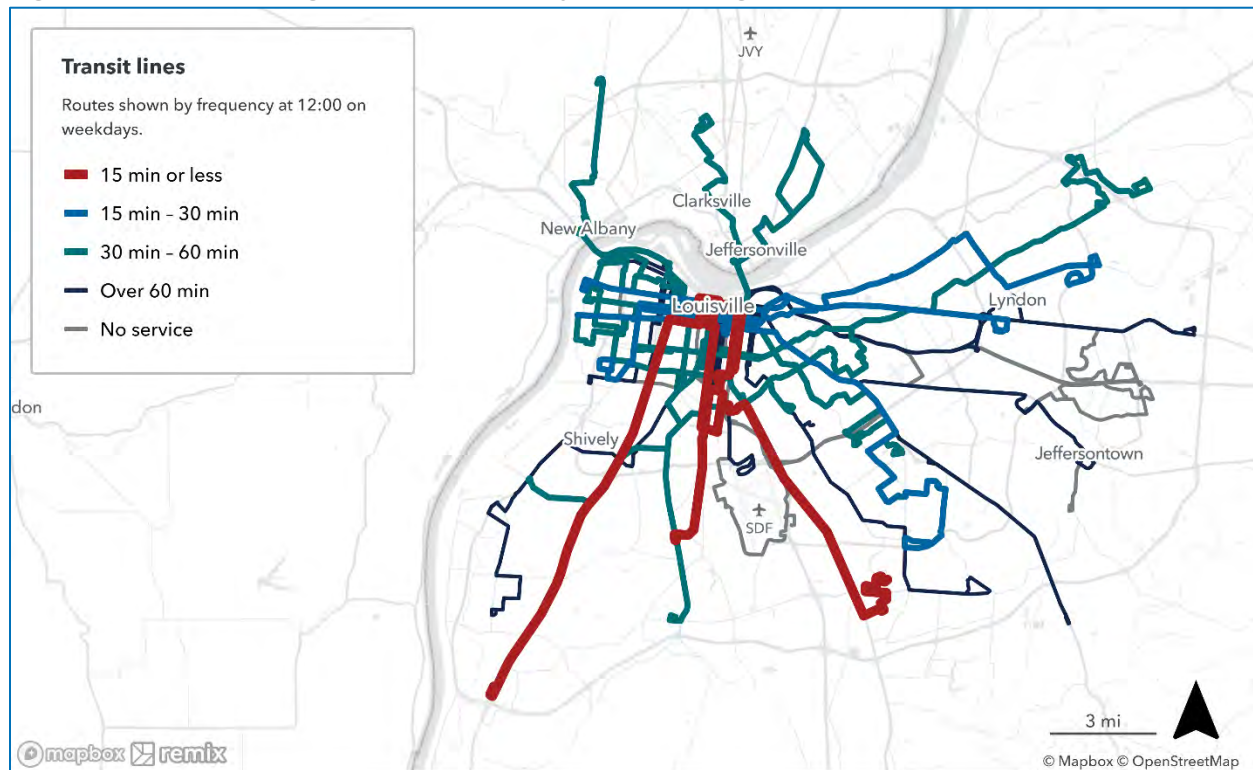 Transit lines
Routes shown by frequency at 12:00 on
weekdays.
15 min or less
15 min – 30 min
30 min – 60 min
Over 60 min
No service
JVY
Clarksville
New Albany
Jeffersonville
Louisville
Lyndon
don
Shively
Jeffersontown
SDF
3 mi
mapbox remix
© Mapbox © OpenStreetMap